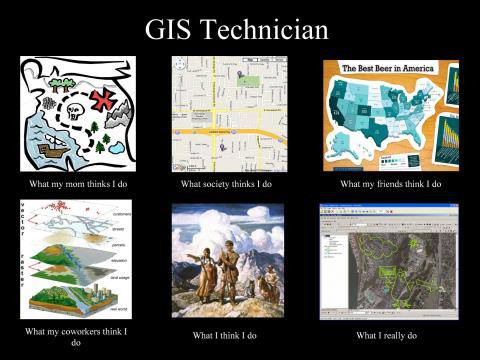 GIS Technician
The Best Beer in America
What my mom thinks I do
What society thinks I do
What my friends think I do
vector
raster
customers
streets
parcels
elevation
land usage
real world
What my coworkers think I
do
What I think I do
What I really do